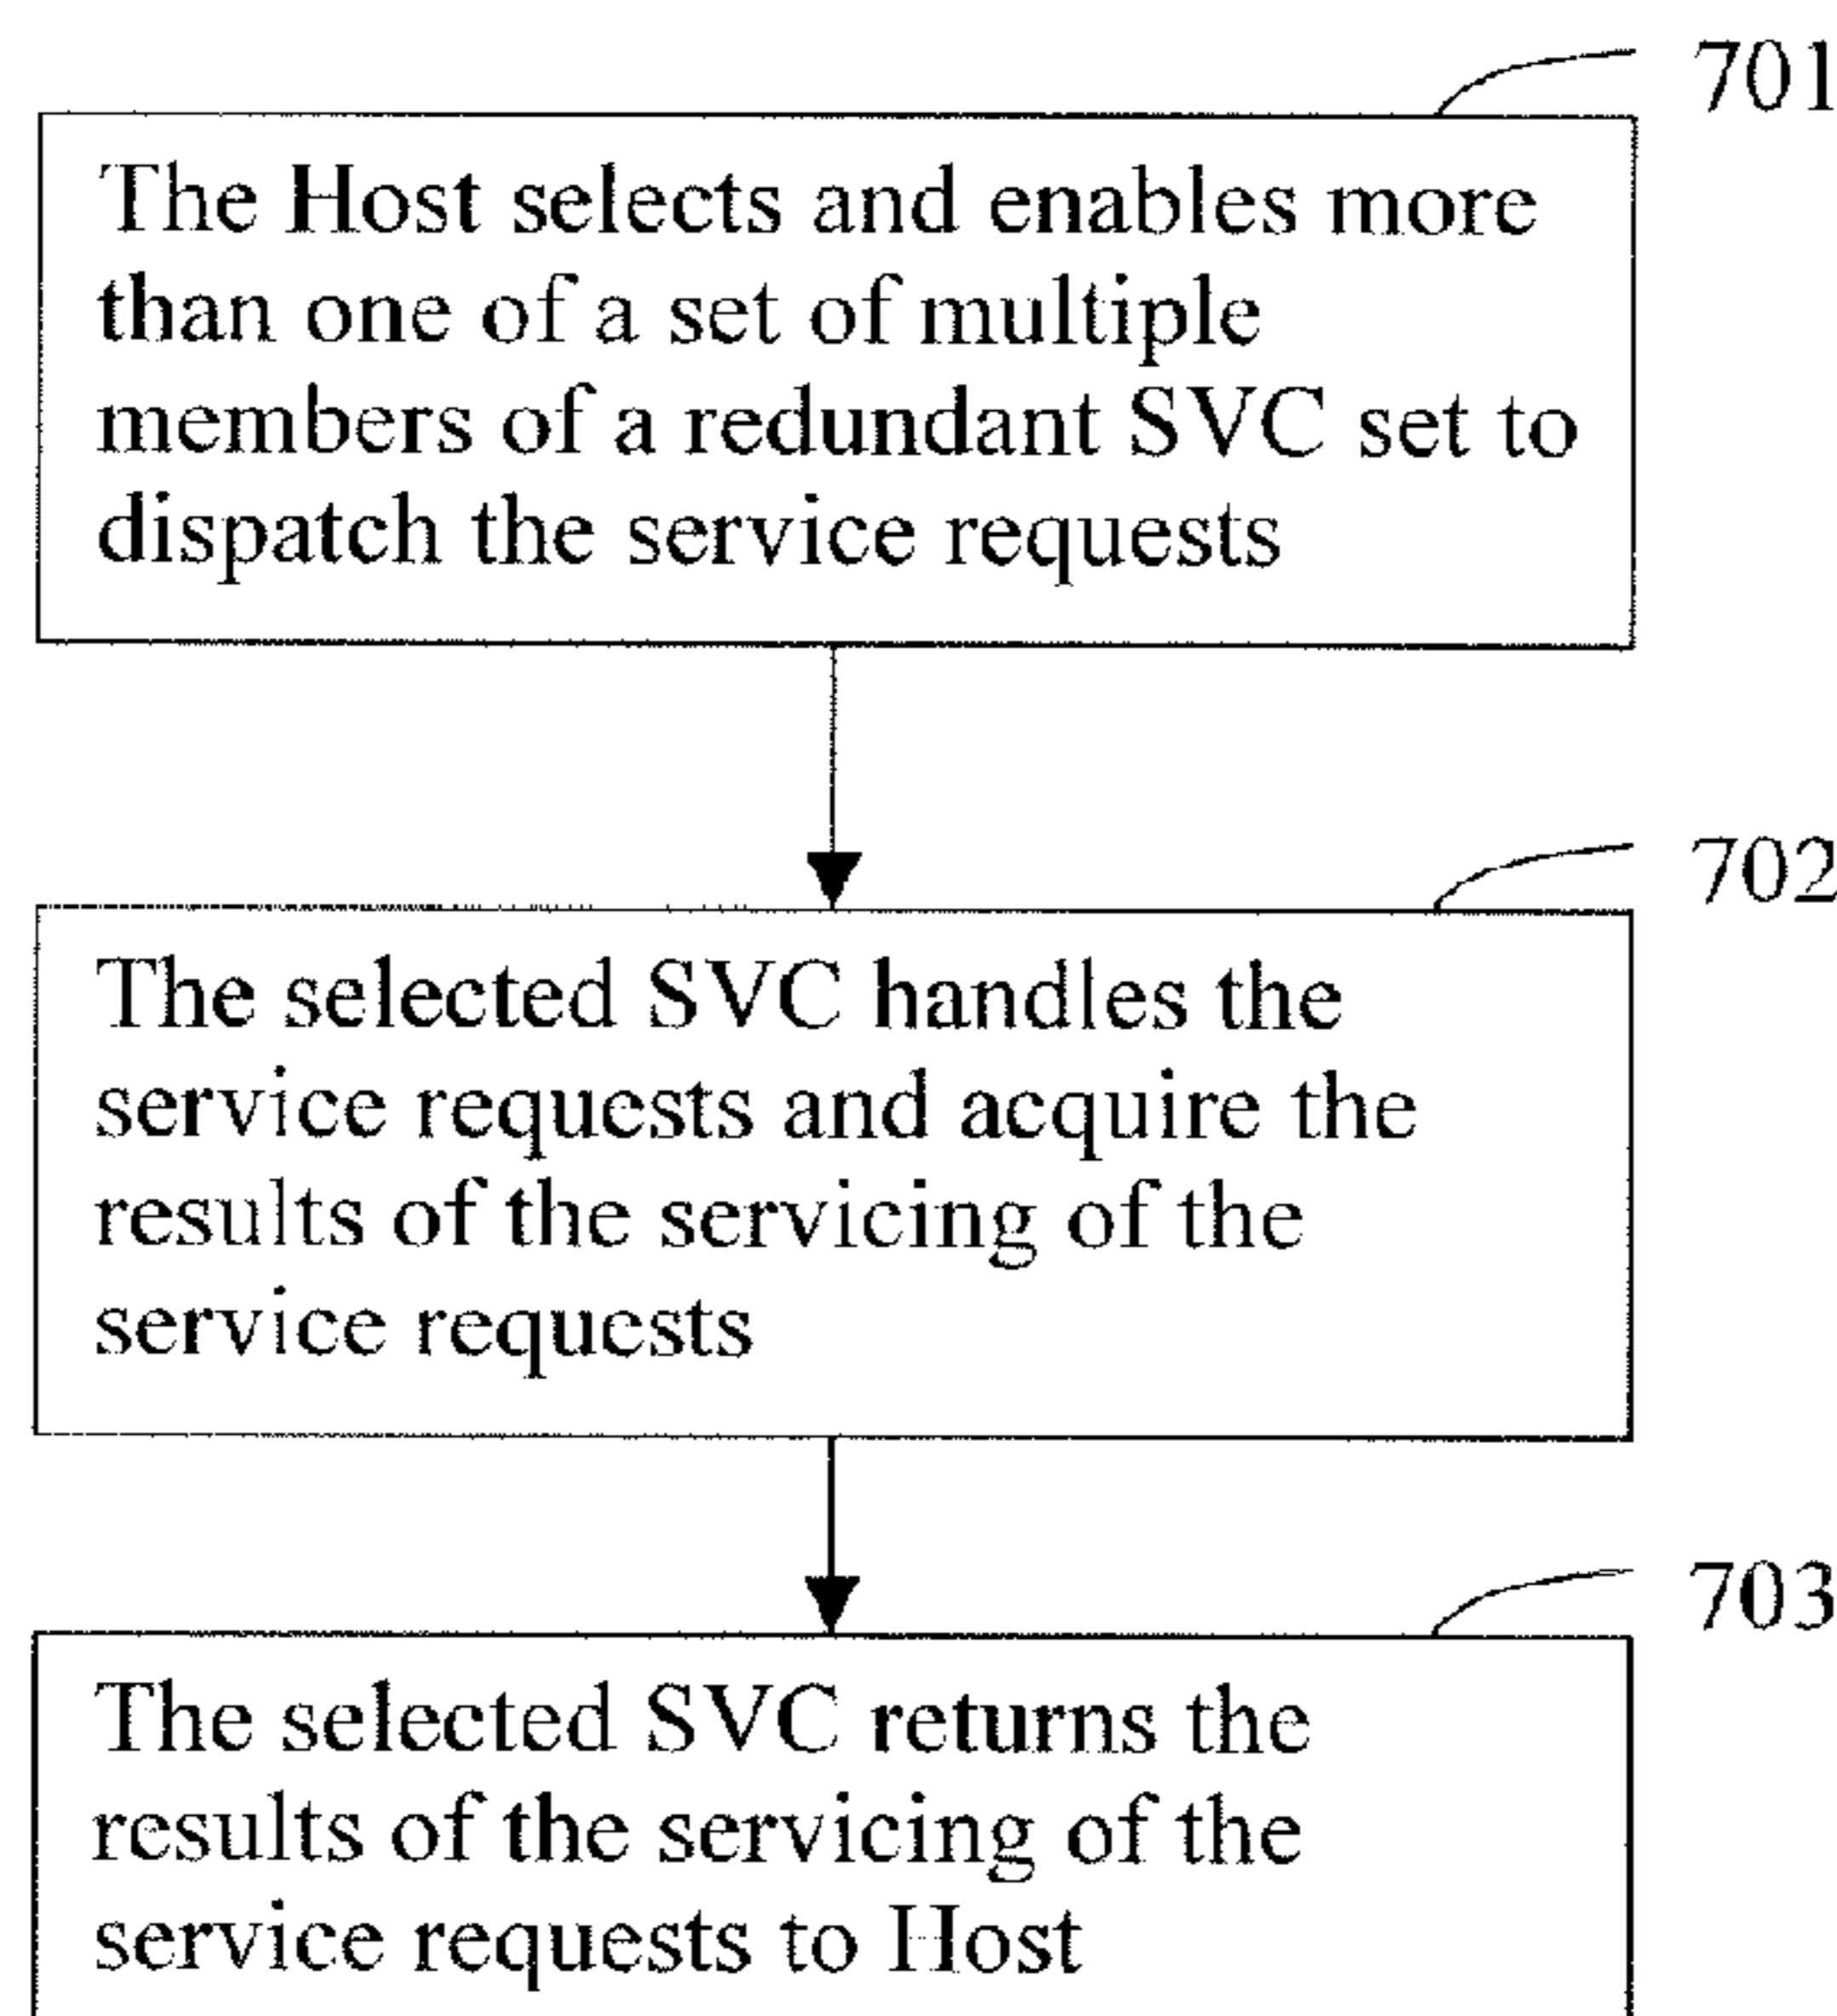 701
The Host selects and enables more
than one of a set of multiple
members of a redundant SVC set to
dispatch the service requests
702
The selected SVC handles the
service requests and acquire the
results of the servicing of the
service requests
703
The selected SVC returns the
results of the servicing of the
service requests to Host